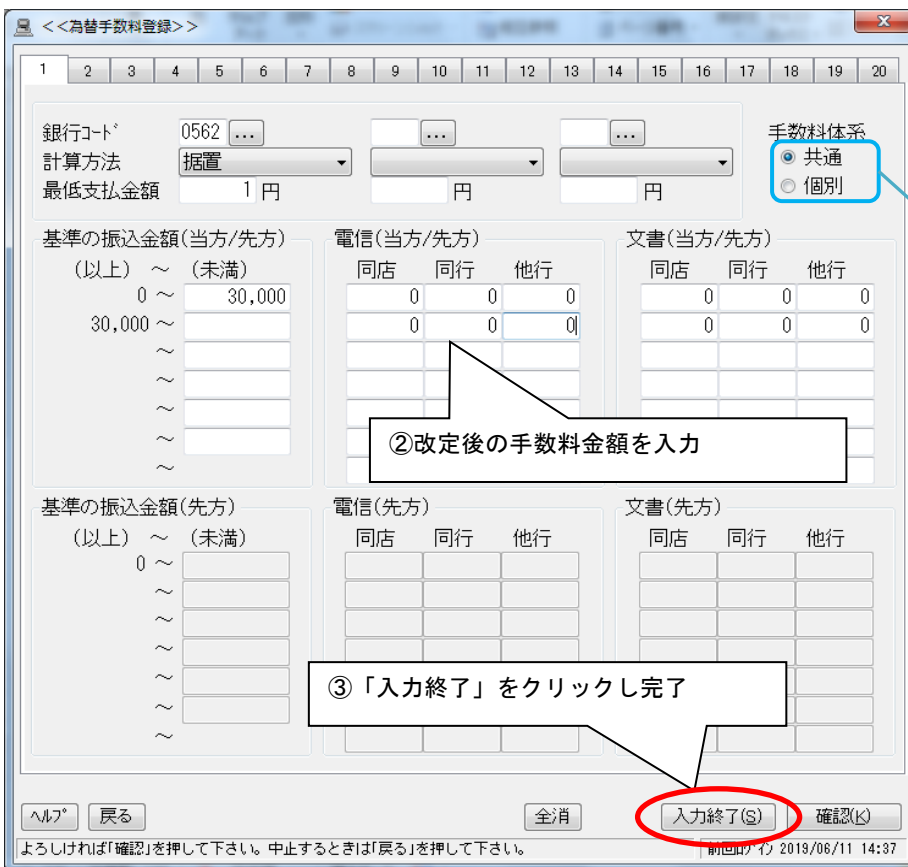 <<為替手数料登録>>
1 2 3 4 5 6 7 8 9 10 11 12 13 14 15 16 17 18 19 20
銀行ｺｰﾄﾞ 0562 ... ... ... 手数料体系
計算方法 据置 共通
最低支払金額 1 円 円 円 個別
基準の振込金額(当方/先方) 電信(当方/先方) 文書(当方/先方)
(以上) ～ (未満) 同店 同行 他行 同店 同行 他行
0 ～ 30,000 0 0 0 0 0 0
30,000 ～ 0 0 0 0 0 0
～
～
～
②改定後の手数料金額を入力
～
～
基準の振込金額(先方) 電信(先方) 文書(先方)
(以上) ～ (未満) 同店 同行 他行 同店 同行 他行
0 ～
～
～
～
～
③「入力終了」をクリックし完了
～
～
ﾍﾙﾌﾟ 戻る 全消 入力終了(S) 確認(K)
よろしければ｢確認｣を押して下さい。中止するときは｢戻る｣を押して下さい。 前回ﾛｸﾞｲﾝ 2019/06/11 14:37